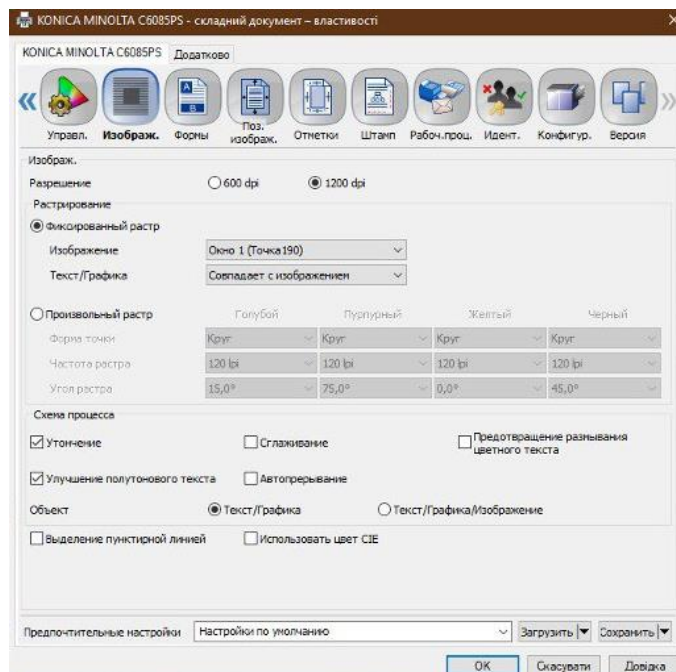 KONICA MINOLTA C6085PS - складний документ – властивості
KONICA MINOLTA C6085PS Додатково
Управл. Изображ. Формы Поз. изображ. Отметки Штамп Рабоч.проц. Идент. Конфигур. Версия
Изображ.
Разрешение 600 dpi 1200 dpi
Растрирование
Фиксированный растр
Изображение Окно 1 (Точка190)
Текст/Графика Совпадает с изображением
Произвольный растр Голубой Пурпурный Желтый Черный
Форма точки Круг Круг Круг Круг
Частота растра 120 lpi 120 lpi 120 lpi 120 lpi
Угол растра 15,0° 75,0° 0,0° 45,0°
Схема процесса
Утончение Сглаживание Предотвращение размывания
цветного текста
Улучшение полутонового текста Автопрерывание
Объект Текст/Графика Текст/Графика/Изображение
Выделение пунктирной линией Использовать цвет CIE
Предпочтительные настройки Настройки по умолчанию Загрузить Сохранить
OK Скасувати Довідка